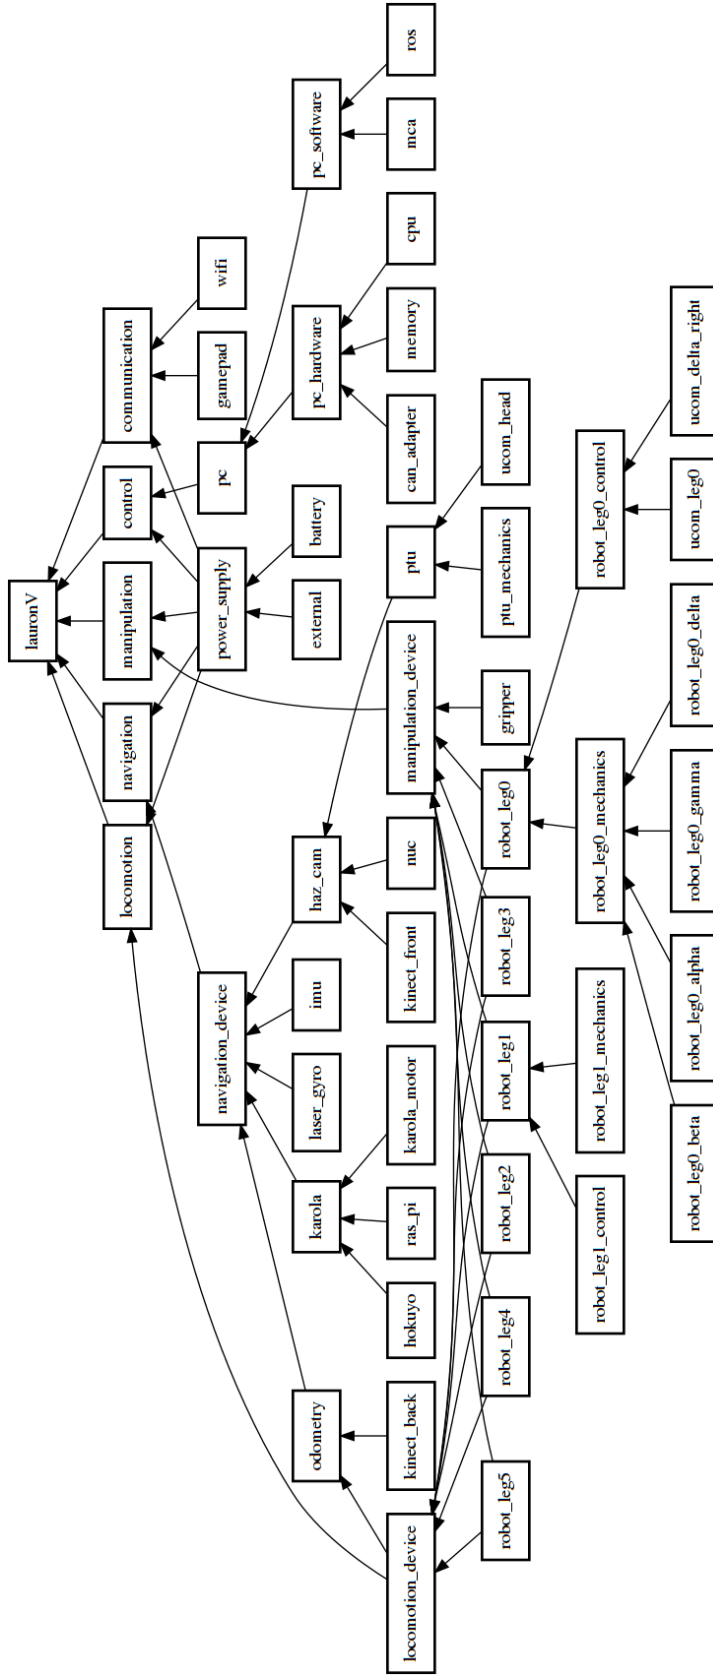 lauronV
locomotion
navigation
manipulation
control
communication
navigation_device
power_supply
pc
gamepad
wifi
odometry
karola
laser_gyro
imu
haz_cam
external
battery
pc_hardware
pc_software
locomotion_device
kinect_back
hokuyo
ras_pi
karola_motor
kinect_front
nuc
manipulation_device
ptu
can_adapter
memory
cpu
mca
ros
robot_leg5
robot_leg4
robot_leg2
robot_leg1
robot_leg3
robot_leg0
gripper
ptu_mechanics
ucom_head
robot_leg1_control
robot_leg1_mechanics
robot_leg0_mechanics
robot_leg0_control
robot_leg0_beta
robot_leg0_alpha
robot_leg0_gamma
robot_leg0_delta
ucom_leg0
ucom_delta_right